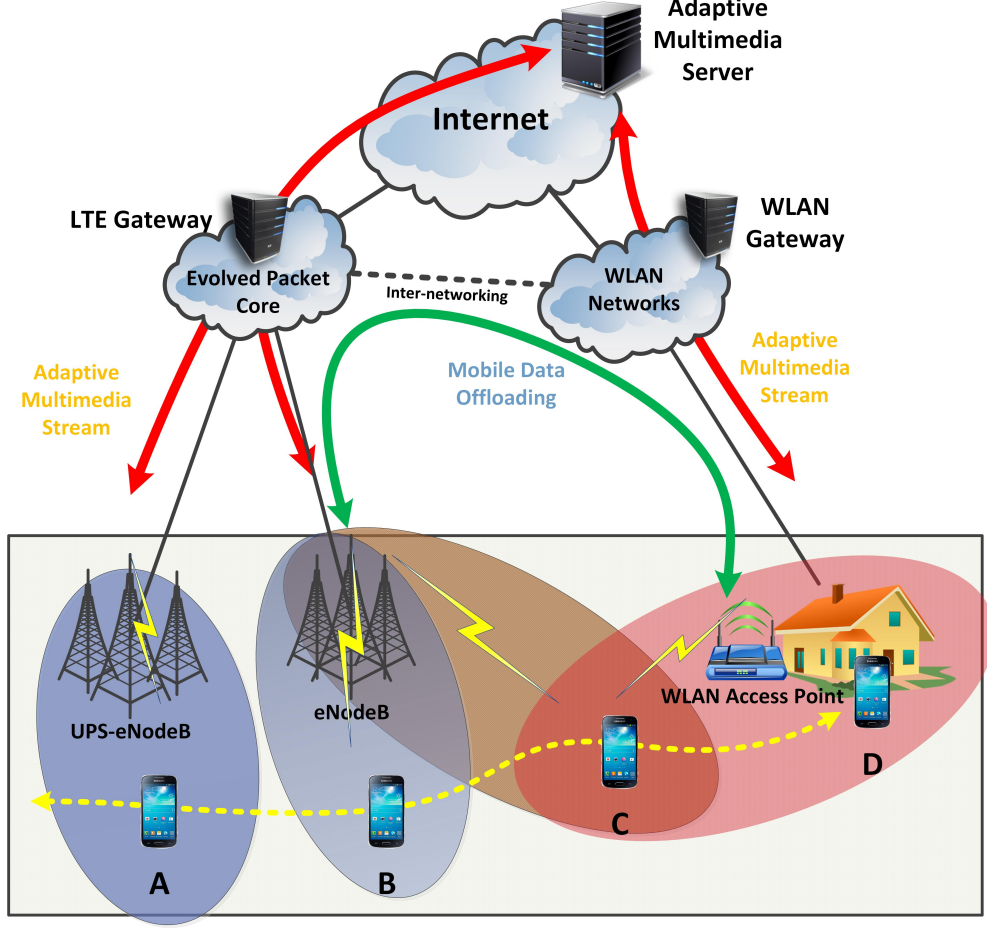 Adaptive
Multimedia
Server
Internet
LTE Gateway
WLAN
Gateway
Evolved Packet
Core
WLAN
Networks
Inter-networking
Adaptive
Multimedia
Stream
Mobile Data
Offloading
Adaptive
Multimedia
Stream
UPS-eNodeB
eNodeB
WLAN Access Point
A
B
C
D